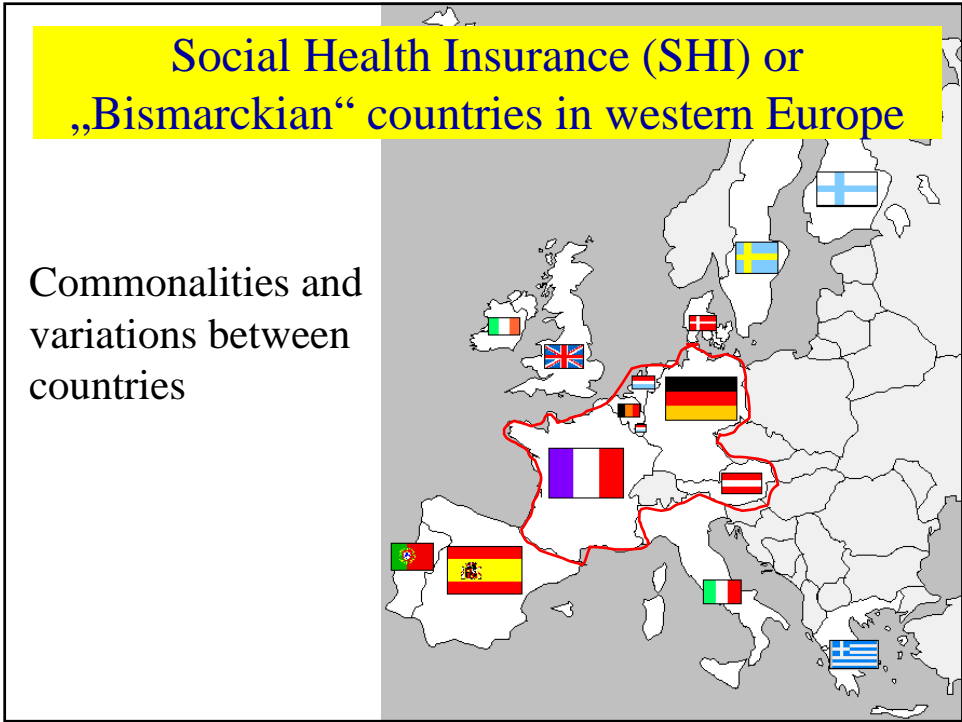 Social Health Insurance (SHI) or
„Bismarckian“ countries in western Europe
Commonalities and
variations between
countries